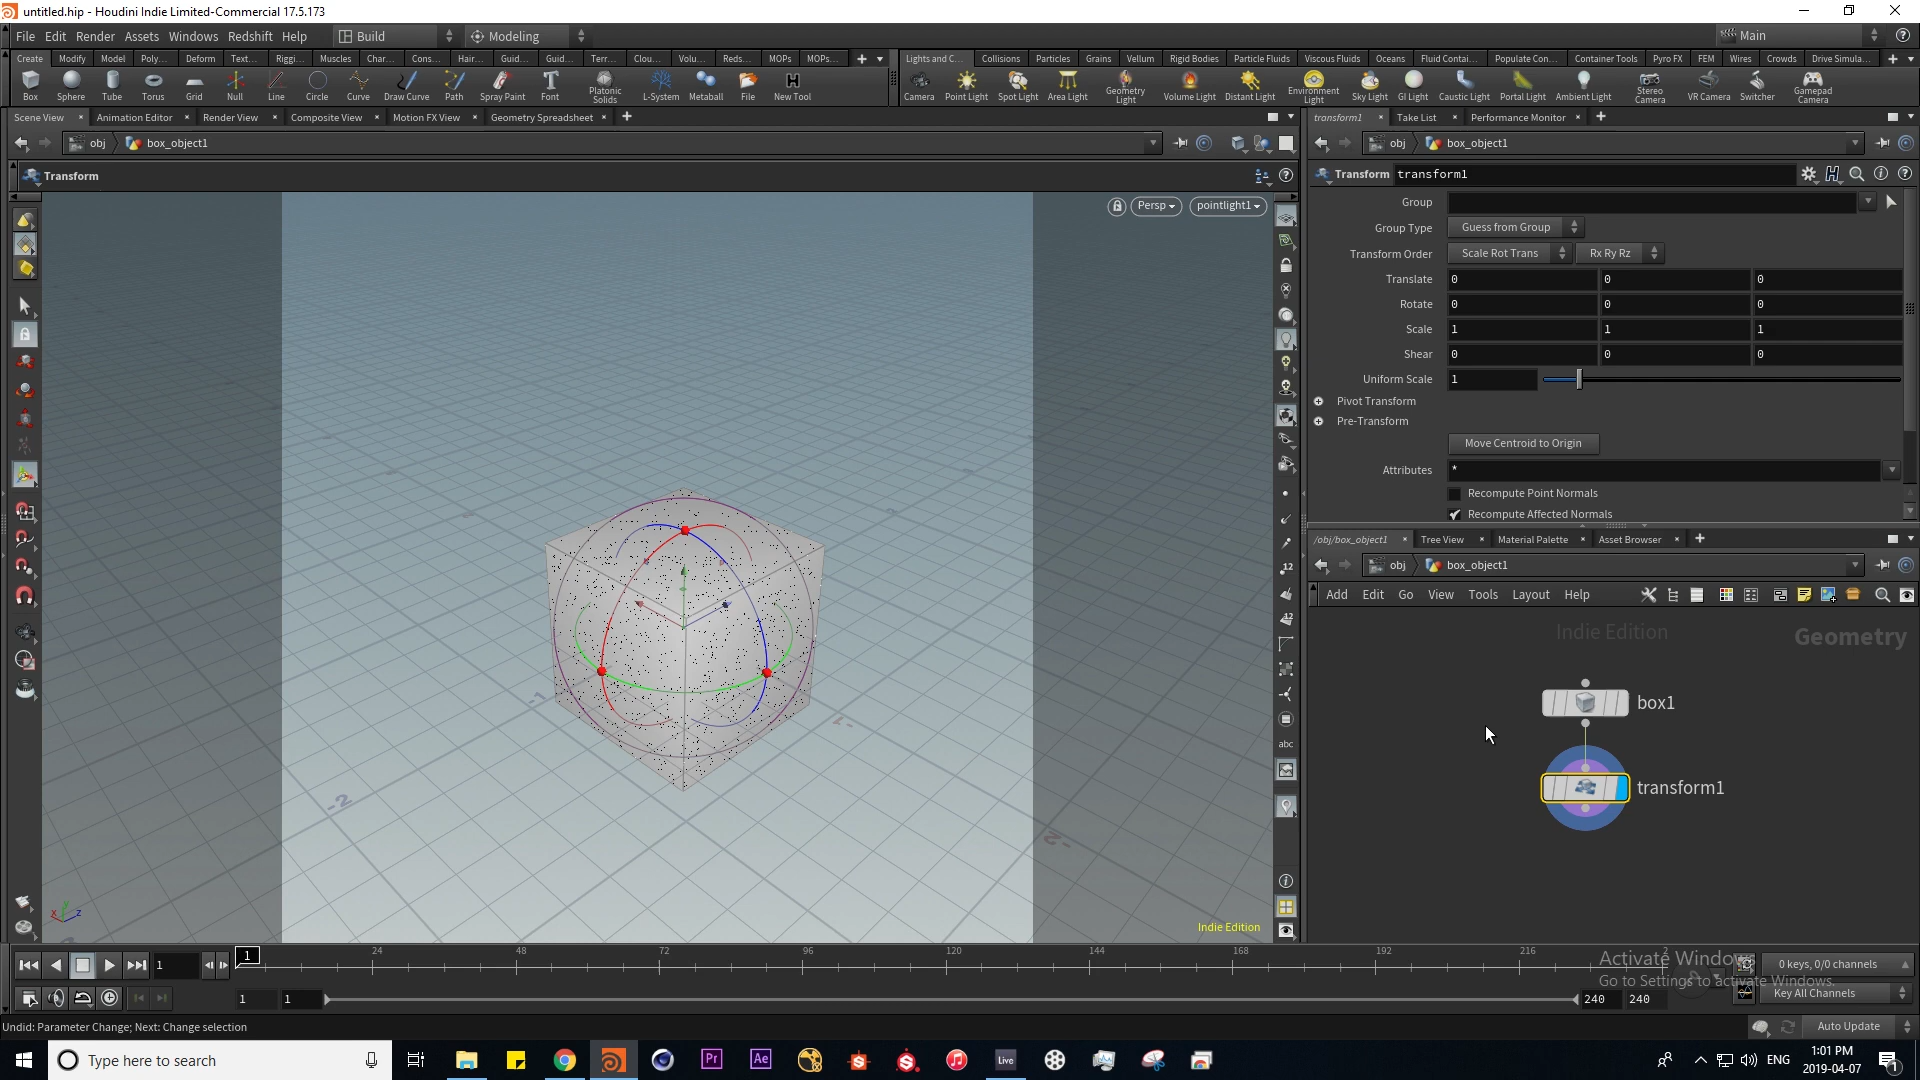 untitled.hip - Houdini Indie Limited-Commercial 17.5.173
File Edit Render Assets Windows Redshift Help Build Modeling Main
Create Modify Model Poly... Deform Text... Riggi... Muscles Char... Cons... Hair... Guid... Guid... Terr... Clou... Volu... Reds... MOPs MOPs... Lights and C... Collisions Particles Grains Vellum Rigid Bodies Particle Fluids Viscous Fluids Oceans Fluid Contai... Populate Con... Container Tools Pyro FX FEM Wires Crowds Drive Simula...
Box Sphere Tube Torus Grid Null Line Circle Curve Draw Curve Path Spray Paint Font Platonic Solids L-System Metaball File New Tool Camera Point Light Spot Light Area Light Geometry Light Volume Light Distant Light Environment Light Sky Light GI Light Caustic Light Portal Light Ambient Light Stereo Camera VR Camera Switcher Gamepad Camera
Scene View Animation Editor Render View Composite View Motion FX View Geometry Spreadsheet
transform1 Take List Performance Monitor
obj box_object1
obj box_object1
Transform
Transform transform1
Persp pointlight1
Group
Group Type Guess from Group
Transform Order Scale Rot Trans Rx Ry Rz
Translate 0 0 0
Rotate 0 0 0
Scale 1 1 1
Shear 0 0 0
Uniform Scale 1
Pivot Transform
Pre-Transform
Move Centroid to Origin
Attributes *
Recompute Point Normals
Recompute Affected Normals
/obj/box_object1 Tree View Material Palette Asset Browser
obj box_object1
Add Edit Go View Tools Layout Help
Indie Edition
Geometry
box1
transform1
12
12
abc
-1
-2
x y z
Indie Edition
1 1 24 48 72 96 120 144 168 192 216 2
Activate Windows
Go to Settings to activate Windows.
0 keys, 0/0 channels
1 1 240 240 Key All Channels
Undid: Parameter Change; Next: Change selection
Auto Update
Type here to search
Pr Ae Live
ENG
1:01 PM
2019-04-07
1